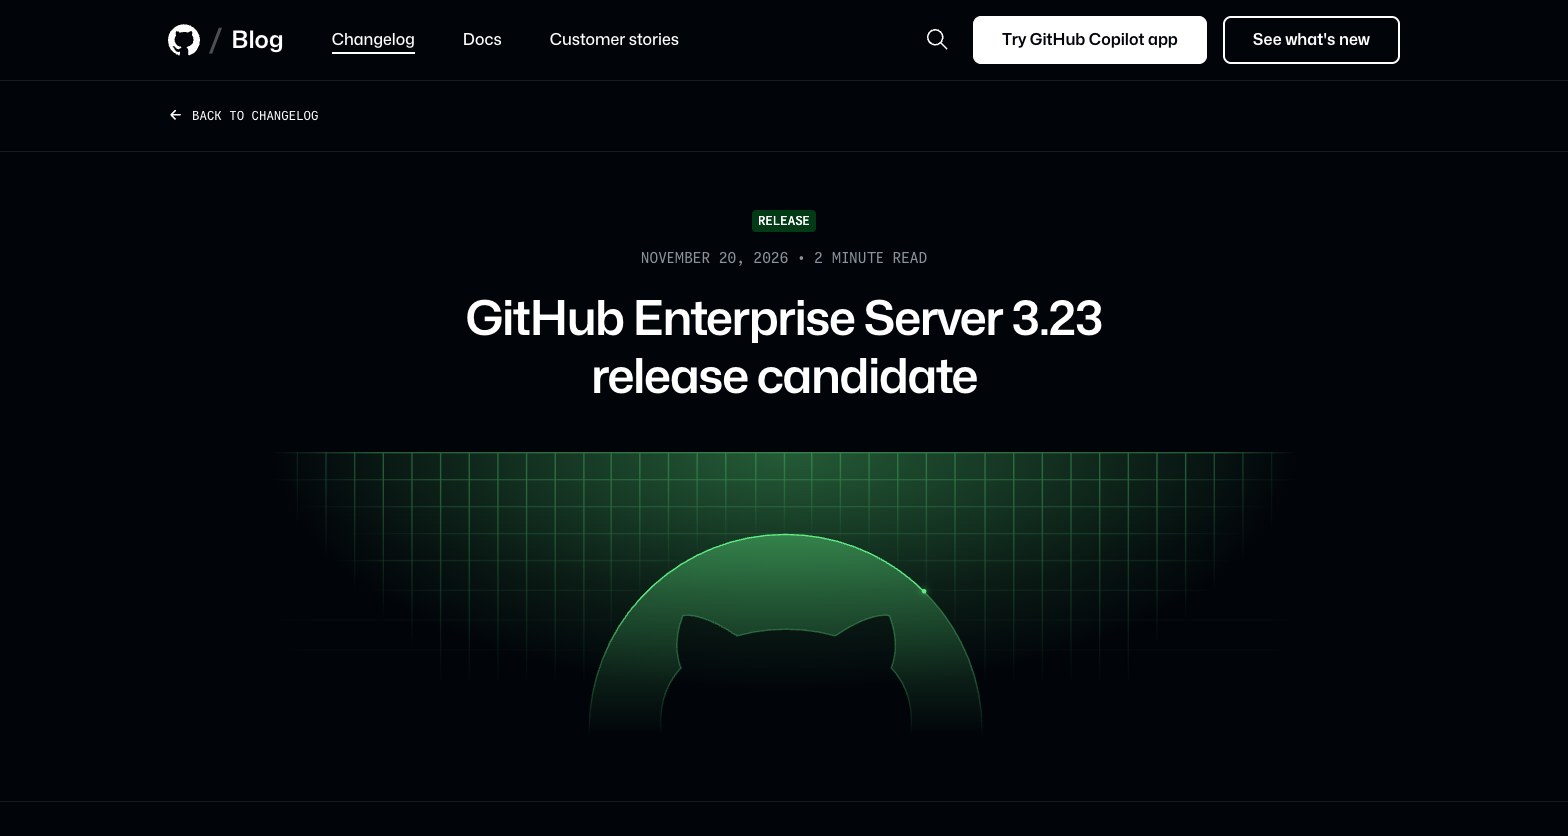 / Blog Changelog Docs Customer stories Try GitHub Copilot app See what's new
BACK TO CHANGELOG
RELEASE
NOVEMBER 20, 2026 • 2 MINUTE READ
GitHub Enterprise Server 3.23
release candidate